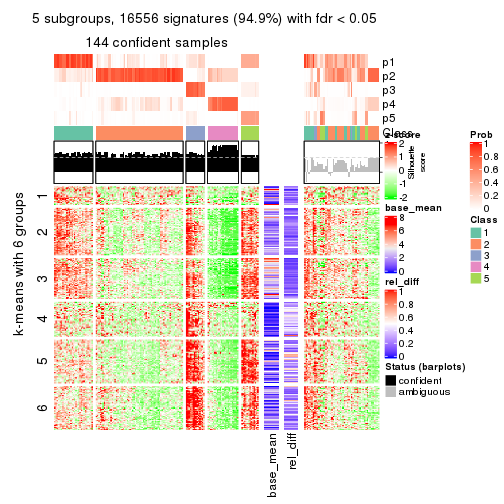 5 subgroups, 16556 signatures (94.9%) with fdr < 0.05
144 confident samples
p1
p2
p3
p4
p5
Class
z-score
2
1
0
-1
-2
Silhouette
score
Prob
1
0.8
0.6
0.4
0.2
0
Class
1
2
3
4
5
base_mean
8
6
4
2
0
rel_diff
1
0.8
0.6
0.4
0.2
0
Status (barplots)
confident
ambiguous
k-means with 6 groups
1
2
3
4
5
6
base_mean
rel_diff